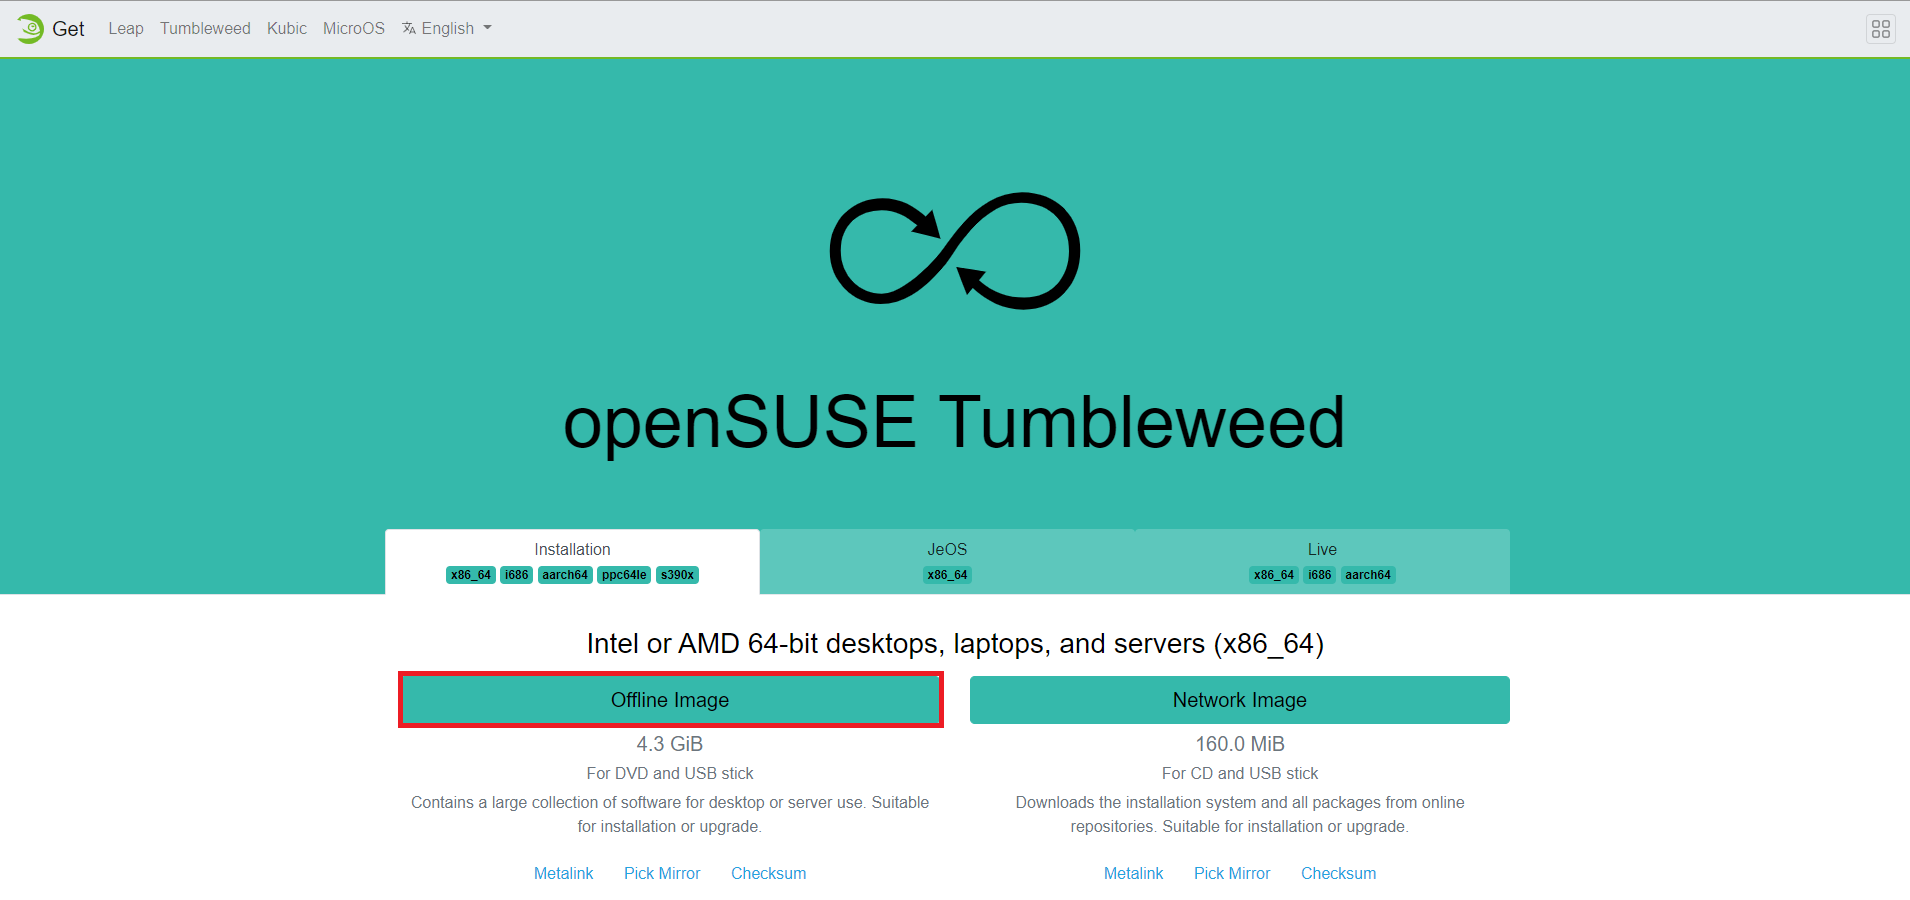 Get Leap Tumbleweed Kubic MicroOS English
openSUSE Tumbleweed
Installation
x86_64 i686 aarch64 ppc64le s390x
JeOS
x86_64
Live
x86_64 i686 aarch64
Intel or AMD 64-bit desktops, laptops, and servers (x86_64)
Offline Image
4.3 GiB
For DVD and USB stick
Contains a large collection of software for desktop or server use. Suitable
for installation or upgrade.
Metalink Pick Mirror Checksum
Network Image
160.0 MiB
For CD and USB stick
Downloads the installation system and all packages from online
repositories. Suitable for installation or upgrade.
Metalink Pick Mirror Checksum